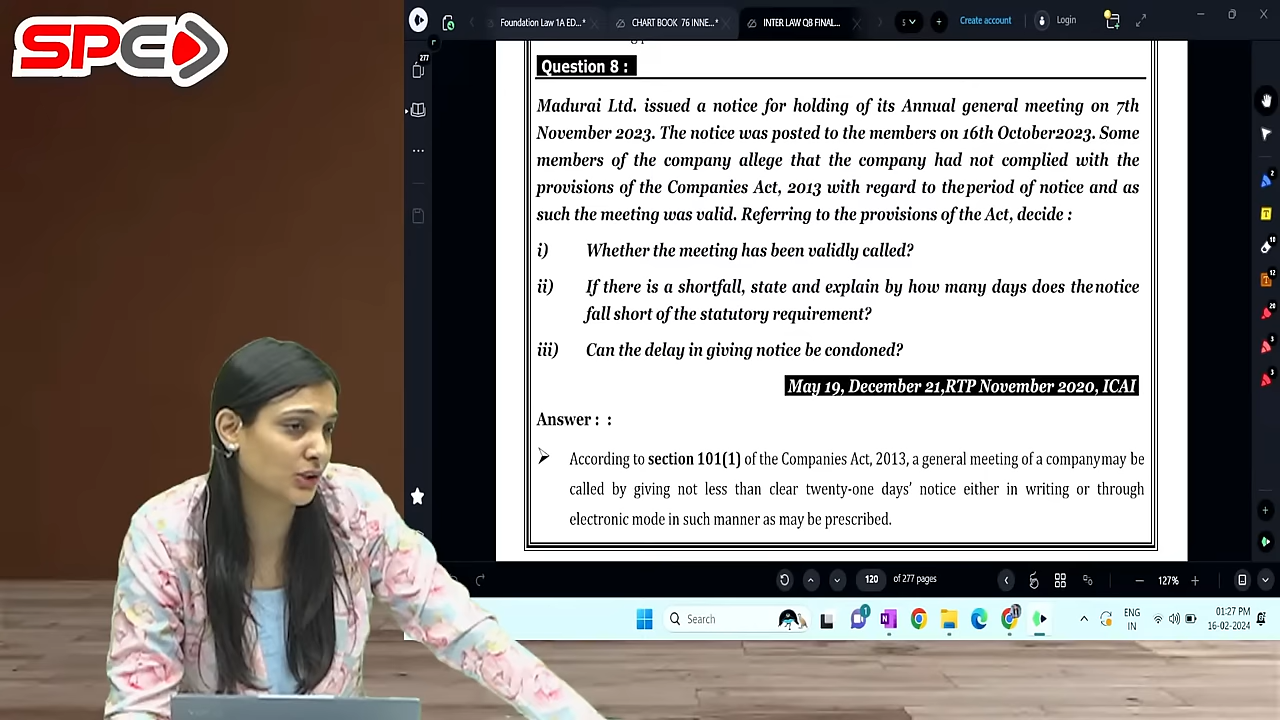 SPC
Foundation Law 1A ED...*
CHART BOOK 76 INNE...*
INTER LAW QB FINAL...
Create account
Login
277
Question 8 :
Madurai Ltd. issued a notice for holding of its Annual general meeting on 7th
November 2023. The notice was posted to the members on 16th October2023. Some
members of the company allege that the company had not complied with the
provisions of the Companies Act, 2013 with regard to the period of notice and as
such the meeting was valid. Referring to the provisions of the Act, decide :
i) Whether the meeting has been validly called?
ii) If there is a shortfall, state and explain by how many days does the notice
fall short of the statutory requirement?
iii) Can the delay in giving notice be condoned?
May 19, December 21,RTP November 2020, ICAI
Answer : :
According to section 101(1) of the Companies Act, 2013, a general meeting of a company may be
called by giving not less than clear twenty-one days' notice either in writing or through
electronic mode in such manner as may be prescribed.
120 of 277 pages
127%
Search
ENG
IN
01:27 PM
16-02-2024